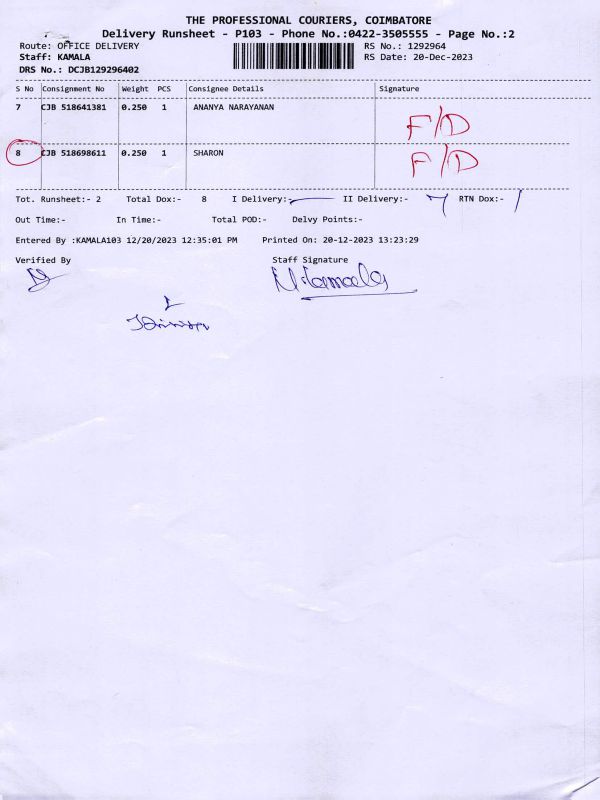 THE PROFESSIONAL COURIERS, COIMBATORE
Delivery Runsheet - P103 - Phone No.:0422-3505555 - Page No.:2
Route: OFFICE DELIVERY RS No.: 1292964
Staff: KAMALA RS Date: 20-Dec-2023
DRS No.: DCJB129296402
S No Consignment No Weight PCS Consignee Details Signature
7 CJB 518641381 0.250 1 ANANYA NARAYANAN
F/D
8 CJB 518698611 0.250 1 SHARON F/D
Tot. Runsheet:- 2 Total Dox:- 8 I Delivery:- II Delivery:- 7 RTN Dox:- 1
Out Time:- In Time:- Total POD:- Delvy Points:-
Entered By :KAMALA103 12/20/2023 12:35:01 PM Printed On: 20-12-2023 13:23:29
Verified By Staff Signature
N. Kamala